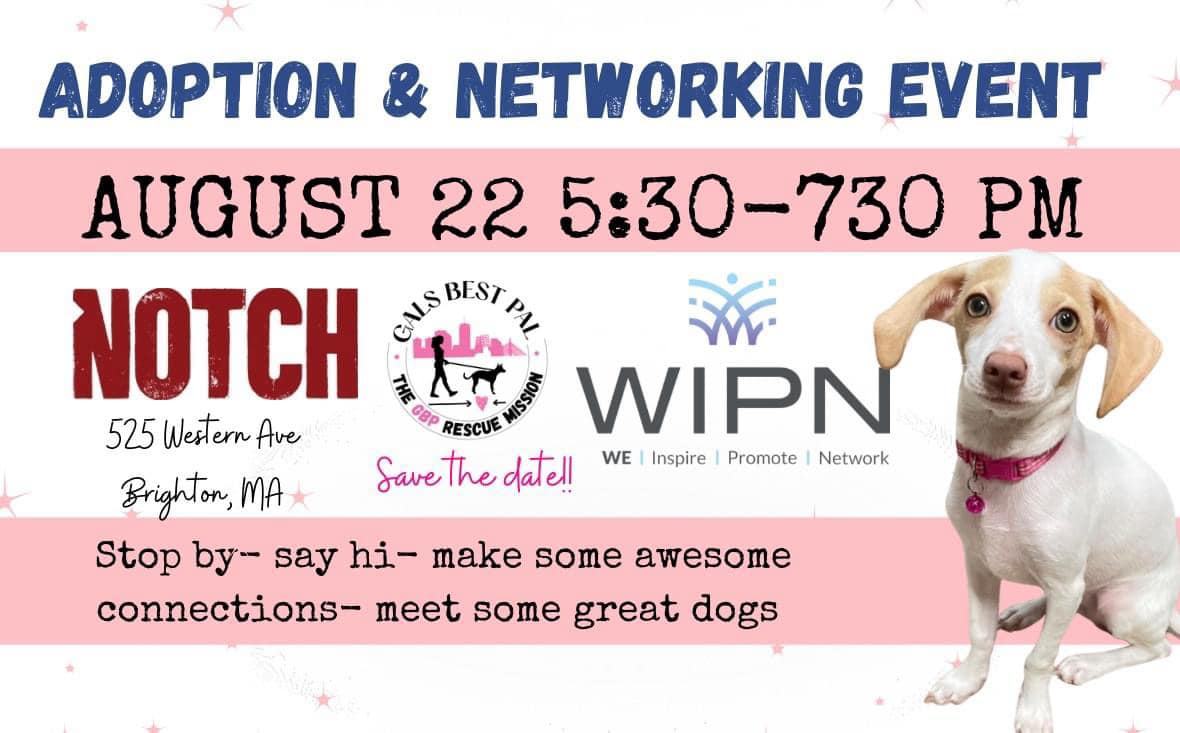 ADOPTION & NETWORKING EVENT
AUGUST 22 5:30-730 PM
NOTCH
525 Western Ave
Brighton, MA
GALS BEST PAL
THE GBP RESCUE MISSION
Save the date!!
WIPN
WE | Inspire | Promote | Network
Stop by- say hi- make some awesome
connections- meet some great dogs